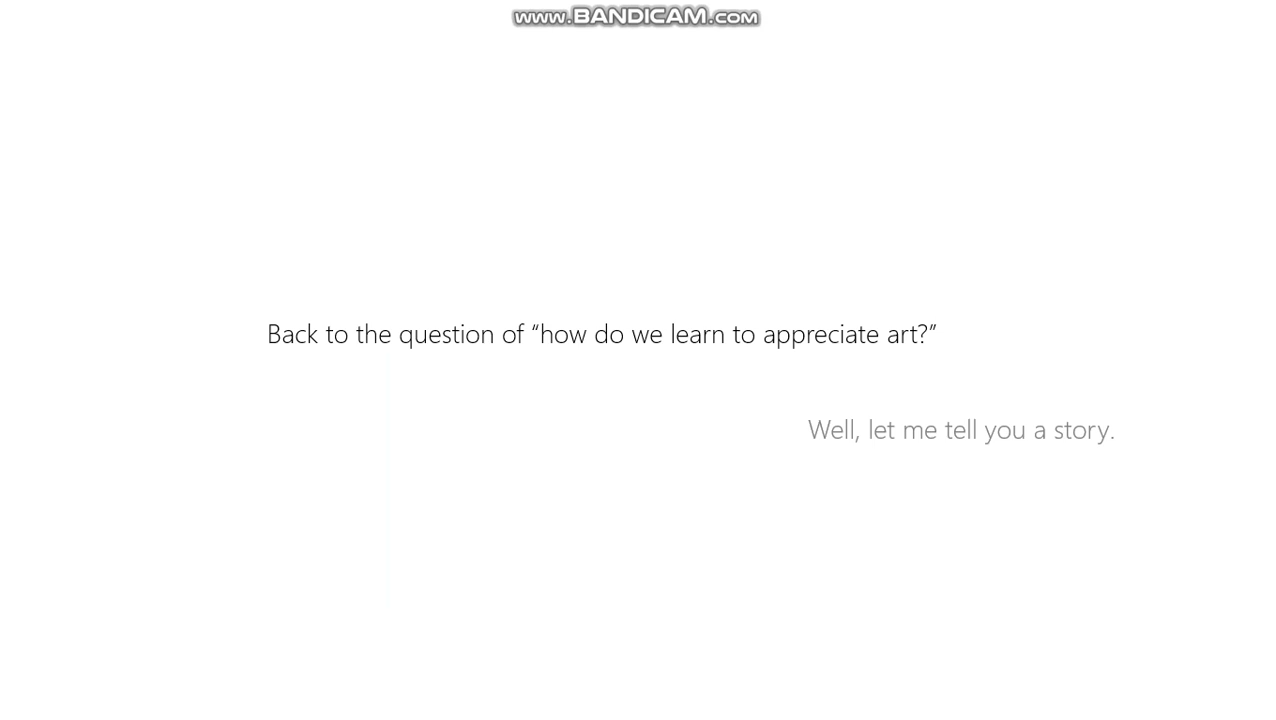 www.BANDICAM.com
Back to the question of “how do we learn to appreciate art?”
Well, let me tell you a story.